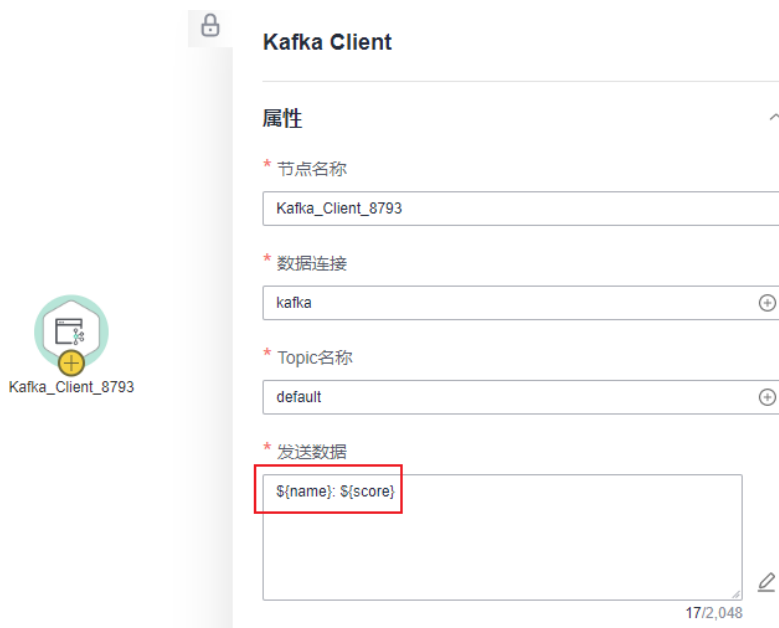 Kafka Client
属性
* 节点名称
Kafka_Client_8793
* 数据连接
kafka
Kafka_Client_8793
* Topic名称
default
* 发送数据
${name}: ${score}
17/2,048